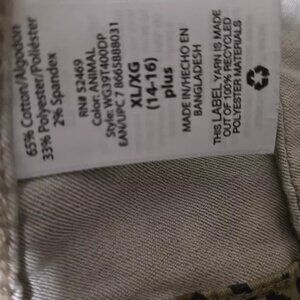 65% Cotton/Algodon
33% Polyester/Poliéster
2% Spandex
RN# 52469
Color: ANIMAL
Style: WG39T400DP
EAN/UPC 7 8665888031
XL/XG
(14-16)
plus
MADE IN/HECHO EN
BANGLADESH
THIS LABEL YARN IS MADE
OUT OF 100% RECYCLED
POLYESTER MATERIALS